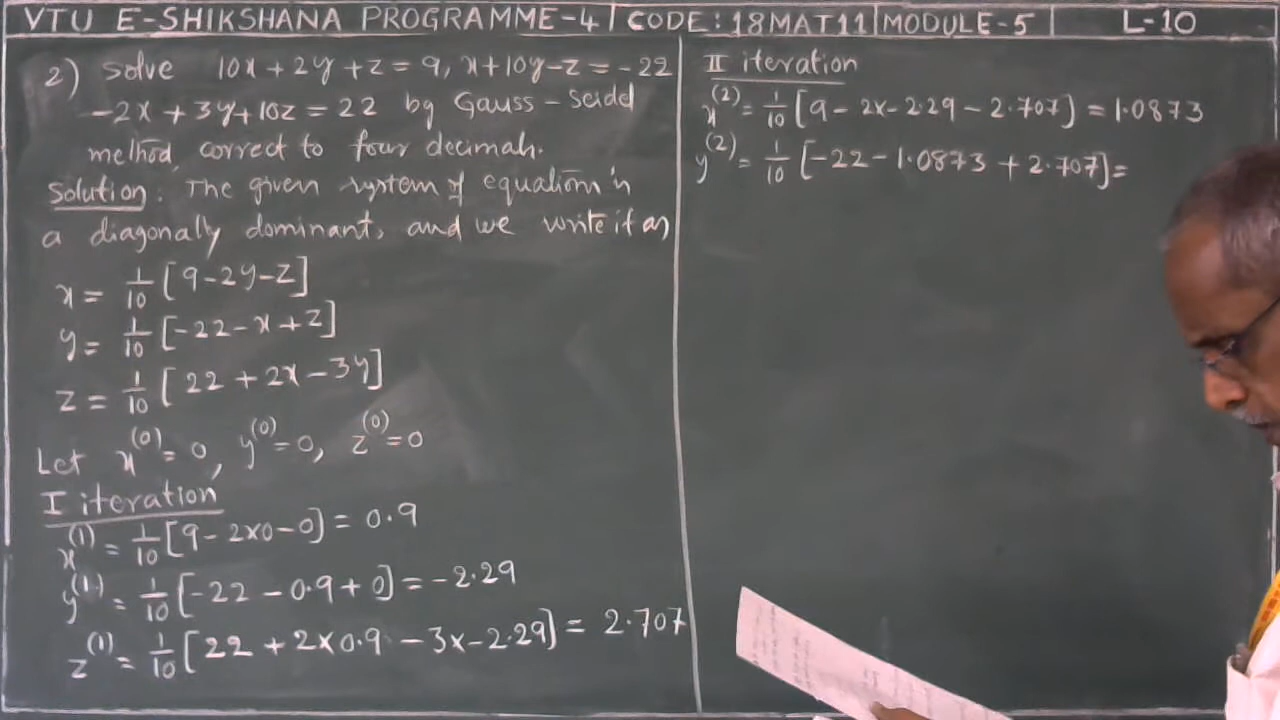 VTU E-SHIKSHANA PROGRAMME-4 | CODE: 18MAT11 | MODULE-5 | L-10
2) Solve 10x + 2y + z = 9, x+10y-z = -22
-2x + 3y + 10z = 22 by Gauss-Seidel
method, correct to four decimals.
Solution: The given system of equations is
a diagonally dominant, and we write it as
x = 1/10 [9-2y-z]
y = 1/10 [-22-x+z]
z = 1/10 [22 + 2x - 3y]
Let x^(0) = 0, y^(0) = 0, z^(0) = 0
I iteration
x^(1) = 1/10 [9 - 2x0 - 0] = 0.9
y^(1) = 1/10 [-22 - 0.9 + 0] = -2.29
z^(1) = 1/10 [22 + 2x0.9 - 3x-2.29] = 2.707
II iteration
x^(2) = 1/10 [9 - 2x-2.29 - 2.707] = 1.0873
y^(2) = 1/10 [-22 - 1.0873 + 2.707] =